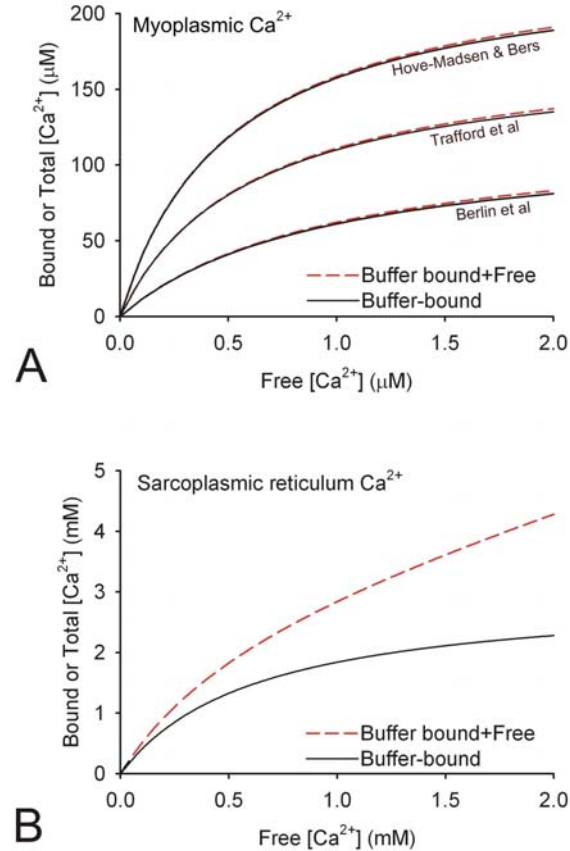 Myoplasmic Ca²⁺
Bound or Total [Ca²⁺] (μM)
200
150
100
50
0
Hove-Madsen & Bers
Trafford et al
Berlin et al
Buffer bound+Free
Buffer-bound
0.0 0.5 1.0 1.5 2.0
Free [Ca²⁺] (μM)
A
Sarcoplasmic reticulum Ca²⁺
Bound or Total [Ca²⁺] (mM)
5
4
3
2
1
0
Buffer bound+Free
Buffer-bound
0.0 0.5 1.0 1.5 2.0
Free [Ca²⁺] (mM)
B